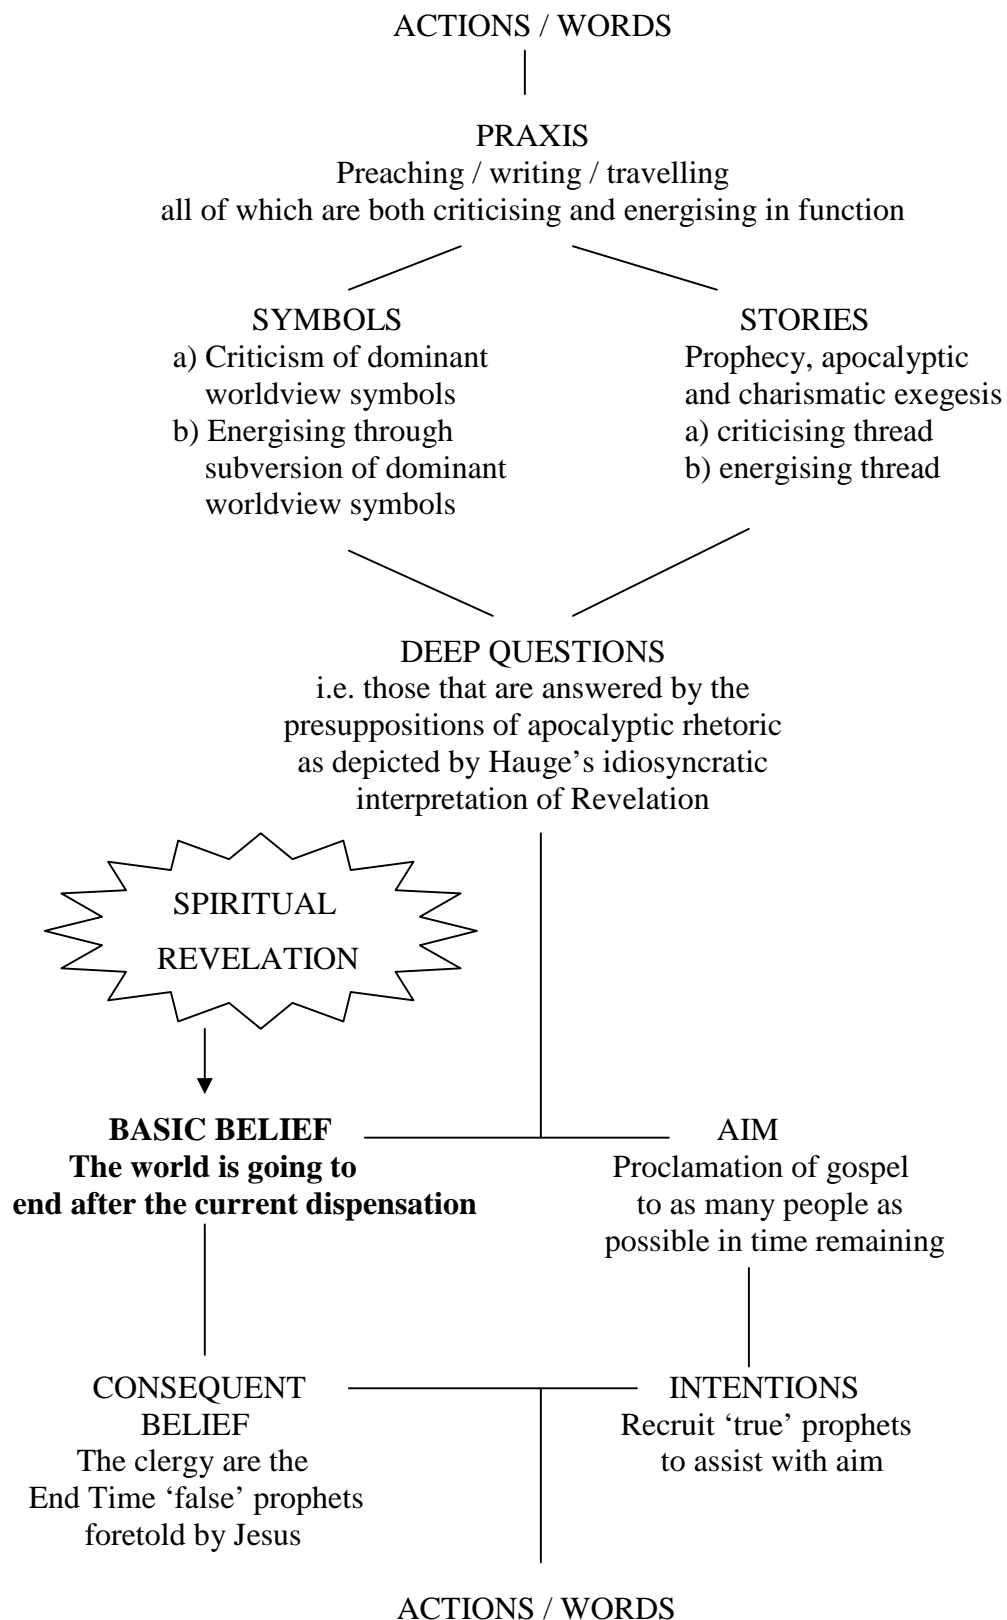 ACTIONS / WORDS
PRAXIS
Preaching / writing / travelling
all of which are both criticising and energising in function
SYMBOLS
a) Criticism of dominant
worldview symbols
b) Energising through
subversion of dominant
worldview symbols
STORIES
Prophecy, apocalyptic
and charismatic exegesis
a) criticising thread
b) energising thread
DEEP QUESTIONS
i.e. those that are answered by the
presuppositions of apocalyptic rhetoric
as depicted by Hauge’s idiosyncratic
interpretation of Revelation
SPIRITUAL
REVELATION
BASIC BELIEF
The world is going to
end after the current dispensation
AIM
Proclamation of gospel
to as many people as
possible in time remaining
CONSEQUENT
BELIEF
The clergy are the
End Time ‘false’ prophets
foretold by Jesus
INTENTIONS
Recruit ‘true’ prophets
to assist with aim
ACTIONS / WORDS